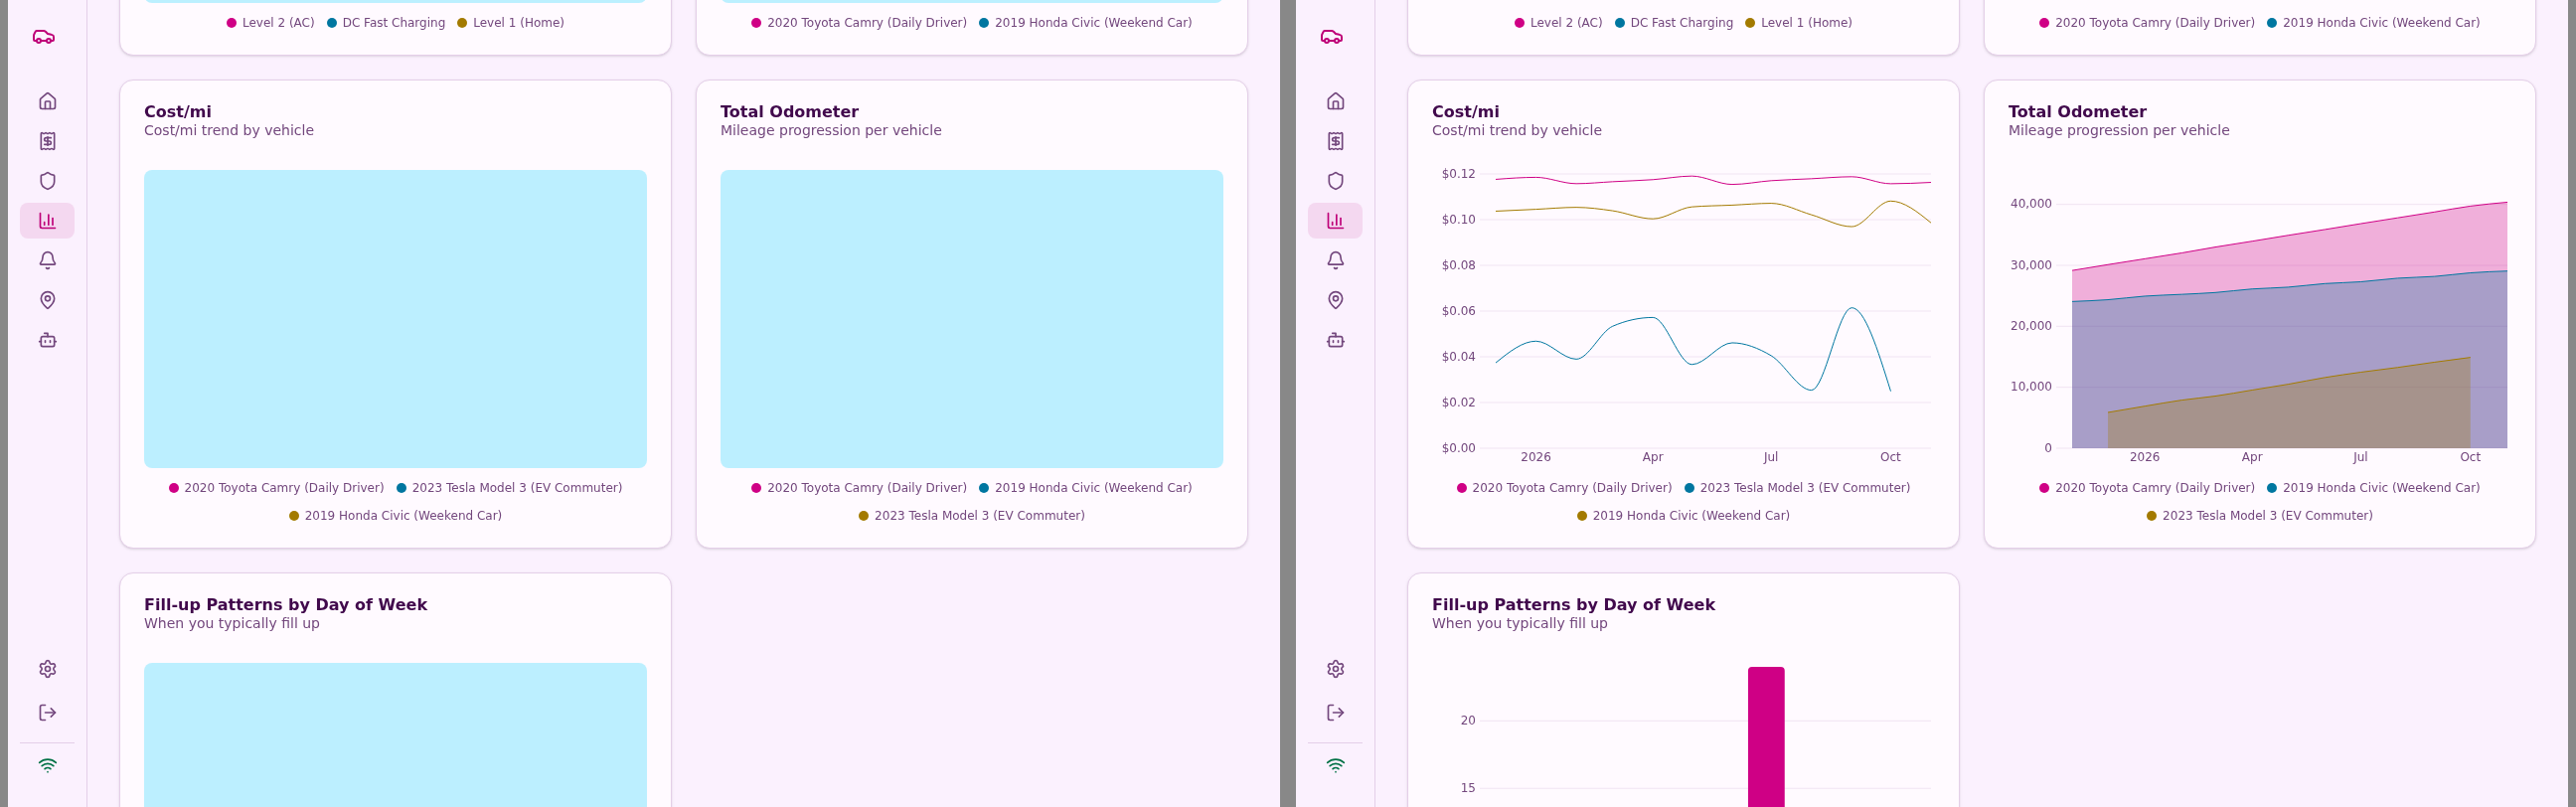 Level 2 (AC) DC Fast Charging Level 1 (Home)
2020 Toyota Camry (Daily Driver) 2019 Honda Civic (Weekend Car)
Cost/mi
Cost/mi trend by vehicle
2020 Toyota Camry (Daily Driver) 2023 Tesla Model 3 (EV Commuter)
2019 Honda Civic (Weekend Car)
Total Odometer
Mileage progression per vehicle
2020 Toyota Camry (Daily Driver) 2019 Honda Civic (Weekend Car)
2023 Tesla Model 3 (EV Commuter)
Fill-up Patterns by Day of Week
When you typically fill up
Level 2 (AC) DC Fast Charging Level 1 (Home)
2020 Toyota Camry (Daily Driver) 2019 Honda Civic (Weekend Car)
Cost/mi
Cost/mi trend by vehicle
$0.12
$0.10
$0.08
$0.06
$0.04
$0.02
$0.00
2026 Apr Jul Oct
2020 Toyota Camry (Daily Driver) 2023 Tesla Model 3 (EV Commuter)
2019 Honda Civic (Weekend Car)
Total Odometer
Mileage progression per vehicle
40,000
30,000
20,000
10,000
0
2026 Apr Jul Oct
2020 Toyota Camry (Daily Driver) 2019 Honda Civic (Weekend Car)
2023 Tesla Model 3 (EV Commuter)
Fill-up Patterns by Day of Week
When you typically fill up
20
15